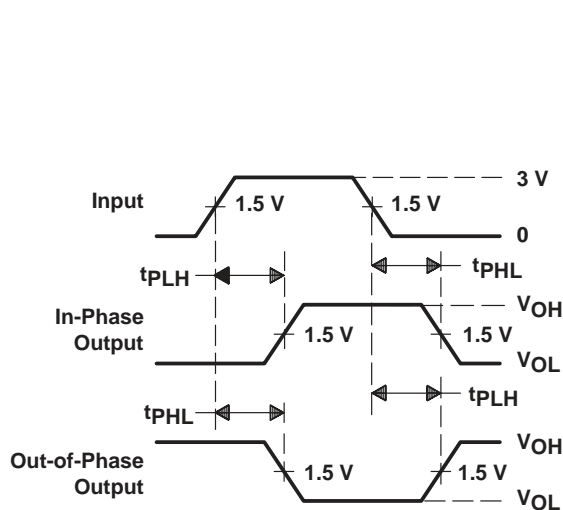 3 V
Input
1.5 V
1.5 V
0
tPLH
tPHL
VOH
In-Phase
Output
1.5 V
1.5 V
VOL
tPHL
tPLH
VOH
Out-of-Phase
Output
1.5 V
1.5 V
VOL